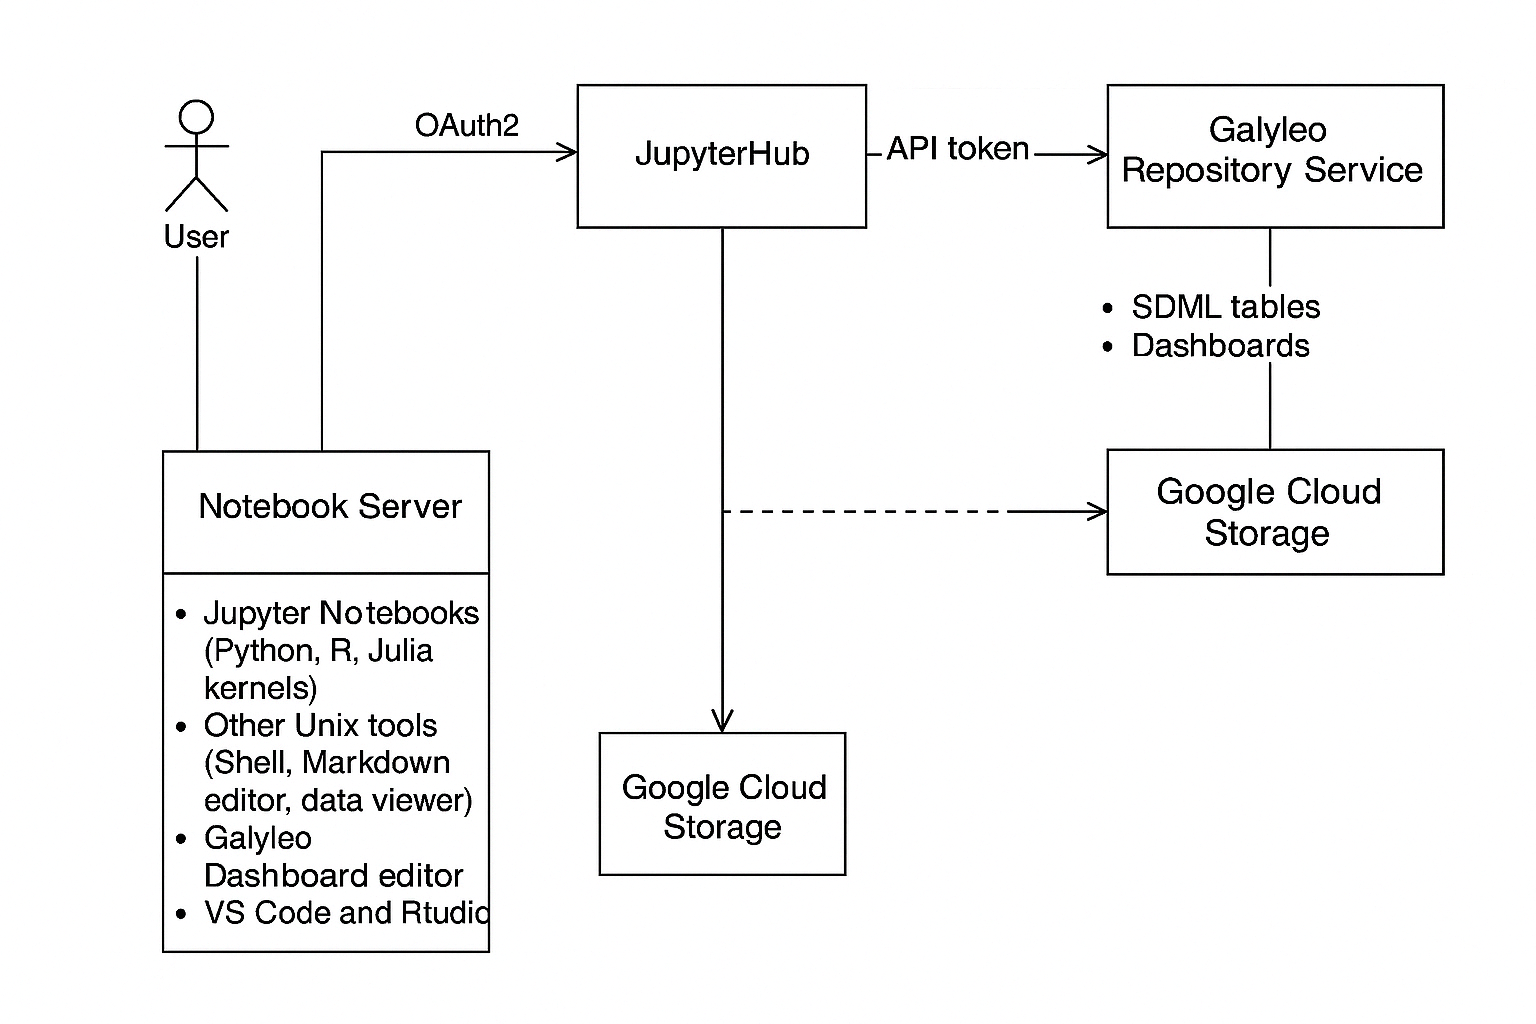 OAuth2
JupyterHub
API token
Galyleo
Repository Service
User
• SDML tables
• Dashboards
Notebook Server
Google Cloud
Storage
• Jupyter Notebooks
(Python, R, Julia
kernels)
• Other Unix tools
(Shell, Markdown
editor, data viewer)
• Galyleo
Dashboard editor
• VS Code and Rtudio
Google Cloud
Storage